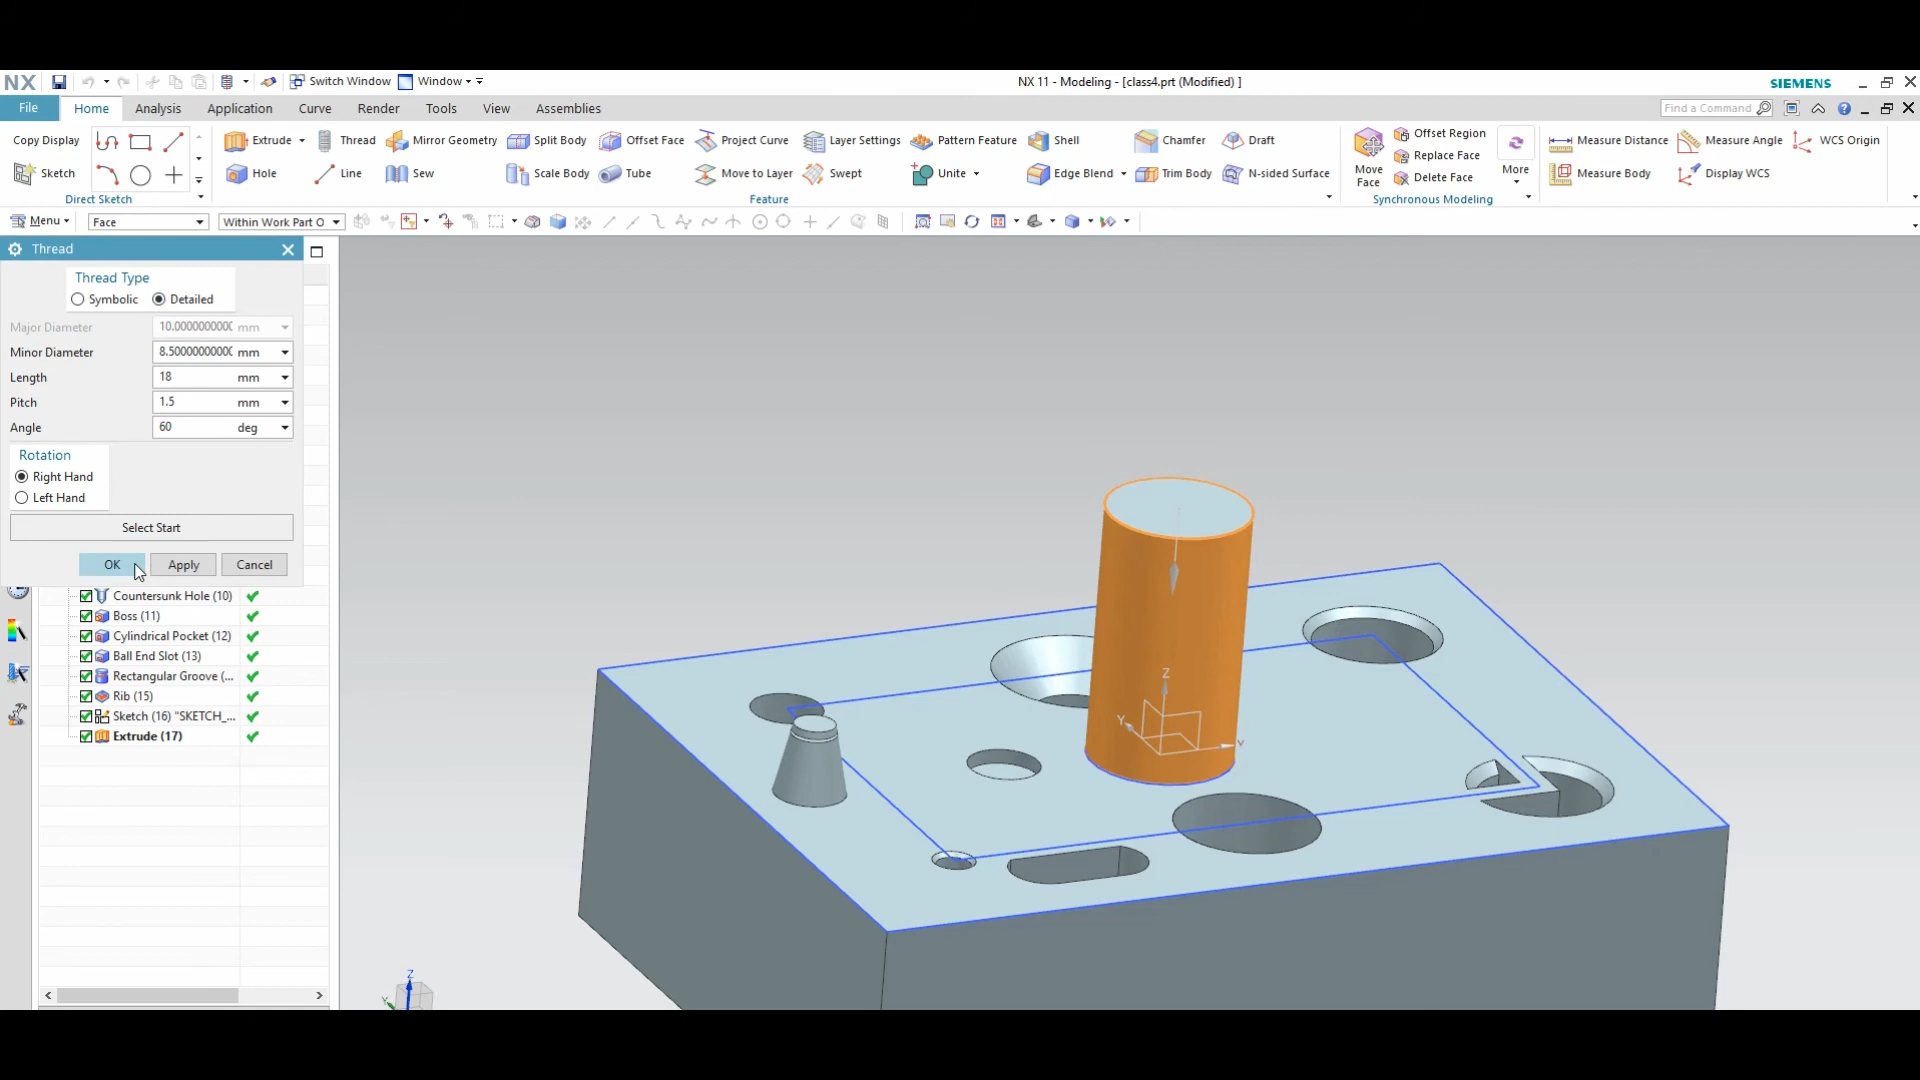 NX Switch Window Window NX 11 - Modeling - [class4.prt (Modified) ] SIEMENS
File Home Analysis Application Curve Render Tools View Assemblies Find a Command
Copy Display Extrude Thread Mirror Geometry Split Body Offset Face Project Curve Layer Settings Pattern Feature Shell Chamfer Draft Offset Region Measure Distance Measure Angle WCS Origin
Replace Face
Sketch Hole Line Sew Scale Body Tube Move to Layer Swept Unite Edge Blend Trim Body N-sided Surface Move Face Delete Face More Measure Body Display WCS
Direct Sketch Feature Synchronous Modeling
Menu Face Within Work Part O
Thread
Thread Type
Symbolic Detailed
Major Diameter 10.000000000 mm
Minor Diameter 8.5000000000 mm
Length 18 mm
Pitch 1.5 mm
Angle 60 deg
Rotation
Right Hand
Left Hand
Select Start
OK Apply Cancel
Countersunk Hole (10)
Boss (11)
Cylindrical Pocket (12)
Ball End Slot (13)
Rectangular Groove (...
Rib (15)
Sketch (16) "SKETCH_...
Extrude (17)
Z
Y
Y
Z
Y